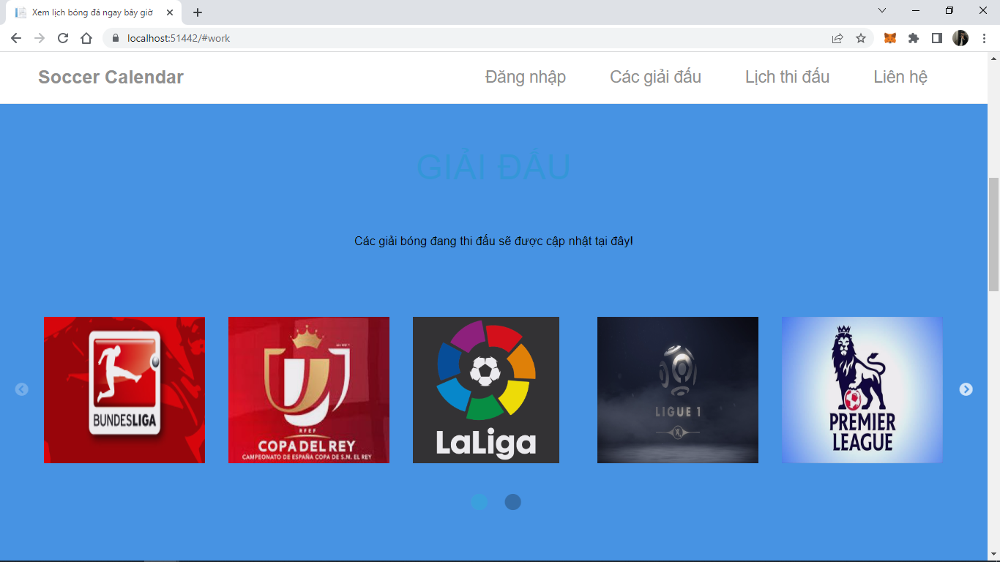 Xem lịch bóng đá ngay bây giờ
localhost:51442/#work
Soccer Calendar
Đăng nhập
Các giải đấu
Lịch thi đấu
Liên hệ
GIẢI ĐẤU
Các giải bóng đang thi đấu sẽ được cập nhật tại đây!
BUNDESLIGA
RFEF
COPA DEL REY
CAMPEONATO DE ESPAÑA COPA DE S.M. EL REY
LaLiga
LIGUE 1
PREMIER
LEAGUE